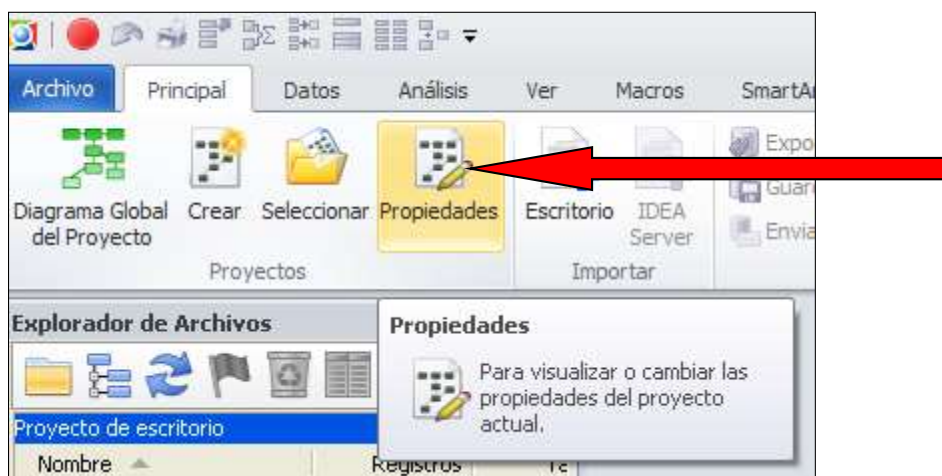 Archivo Principal Datos Análisis Ver Macros
Diagrama Global Crear Seleccionar Propiedades Escritorio IDEA
del Proyecto Server
Proyectos Importar
Explorador de Archivos
Propiedades
Para visualizar o cambiar las
propiedades del proyecto
actual.
Proyecto de escritorio
Nombre Registros